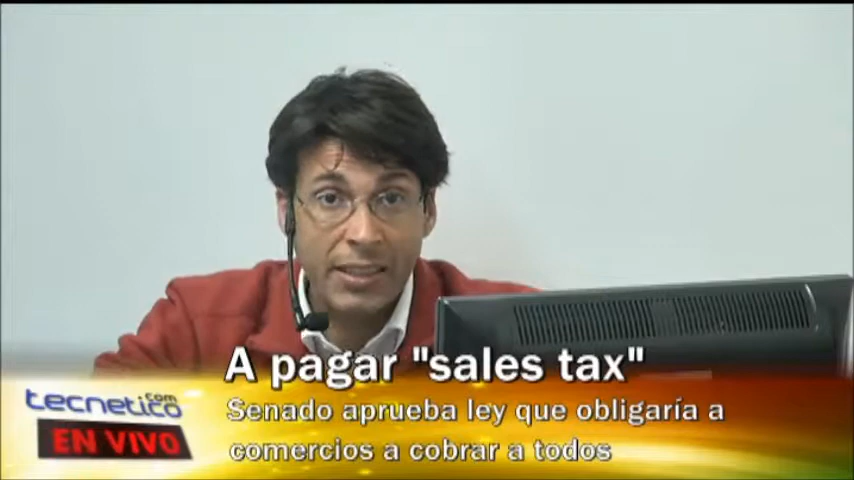 A pagar "sales tax"
tecnetico.com
Senado aprueba ley que obligaría a
EN VIVO
comercios a cobrar a todos